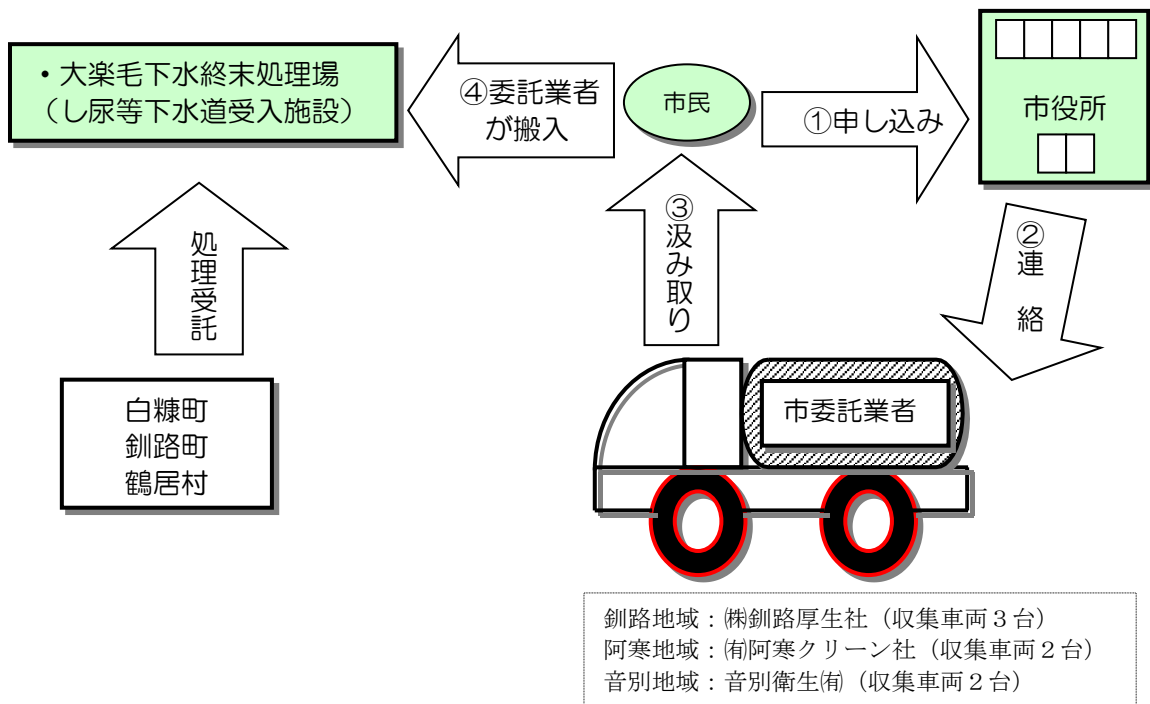 ・大楽毛下水終末処理場
（し尿等下水道受入施設）
④委託業者
が搬入
市民
①申し込み
市役所
②連　絡
③汲み取り
処理受託
白糠町
釧路町
鶴居村
市委託業者
釧路地域：㈱釧路厚生社（収集車両３台）
阿寒地域：㈲阿寒クリーン社（収集車両２台）
音別地域：音別衛生㈲（収集車両２台）